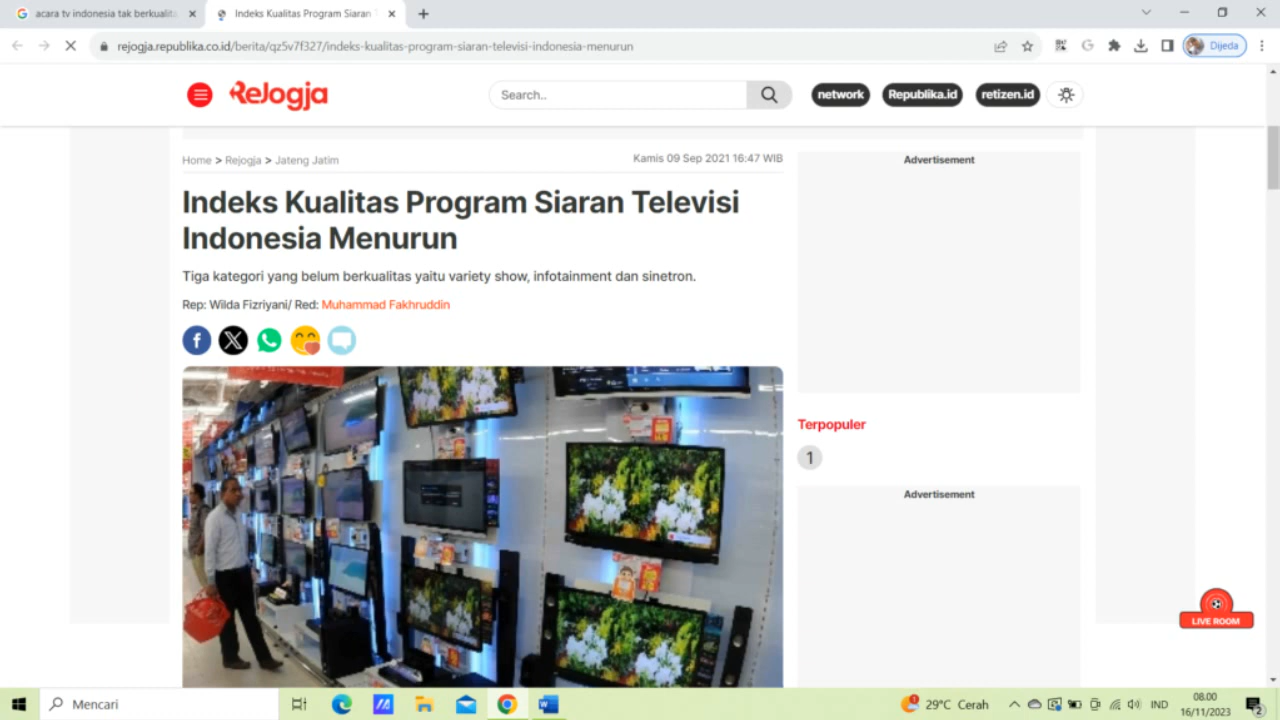 acara tv indonesia tak berkualita
Indeks Kualitas Program Siaran T
rejogja.republika.co.id/berita/qz5v7f327/indeks-kualitas-program-siaran-televisi-indonesia-menurun
Dijeda
ReJogja
Search..
network
Republika.id
retizen.id
Home > Rejogja > Jateng Jatim
Kamis 09 Sep 2021 16:47 WIB
Advertisement
Indeks Kualitas Program Siaran Televisi
Indonesia Menurun
Tiga kategori yang belum berkualitas yaitu variety show, infotainment dan sinetron.
Rep: Wilda Fizriyani/ Red: Muhammad Fakhruddin
Terpopuler
1
Advertisement
LIVE ROOM
Mencari
29°C Cerah
IND
08.00
16/11/2023
2